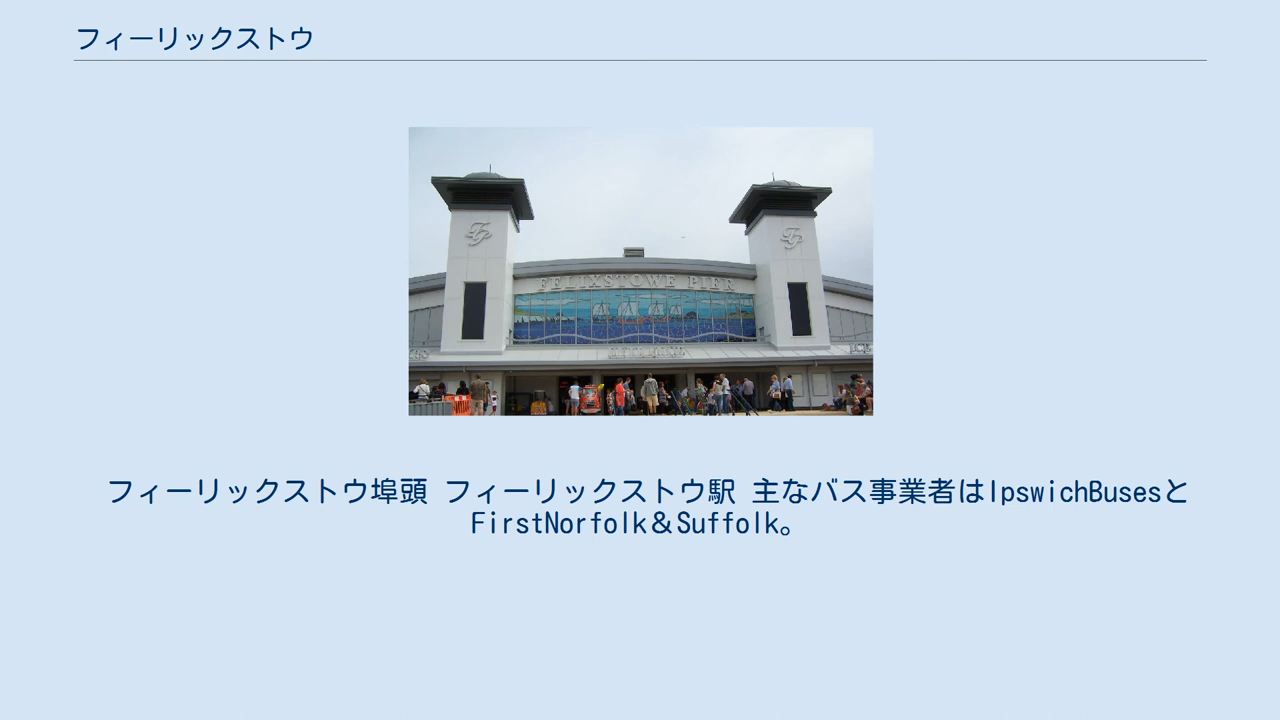 フィーリックストウ
FP
FP
FELIXSTOWE PIER
フィーリックストウ埠頭 フィーリックストウ駅 主なバス事業者はIpswichBusesと
FirstNorfolk＆Suffolk。